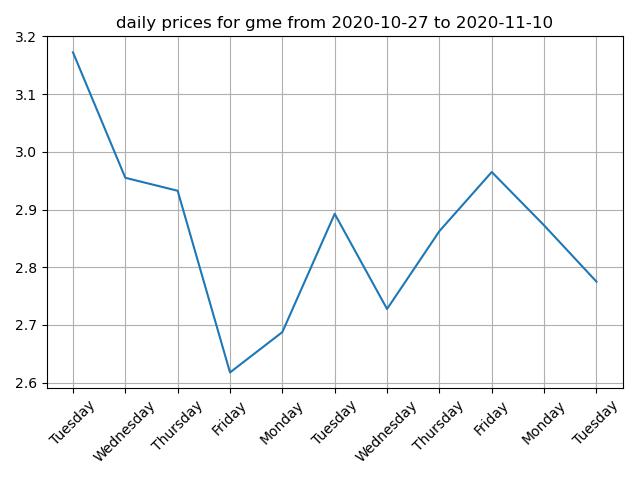 daily prices for gme from 2020-10-27 to 2020-11-10
3.2
3.1
3.0
2.9
2.8
2.7
2.6
Tuesday
Wednesday
Thursday
Friday
Monday
Tuesday
Wednesday
Thursday
Friday
Monday
Tuesday